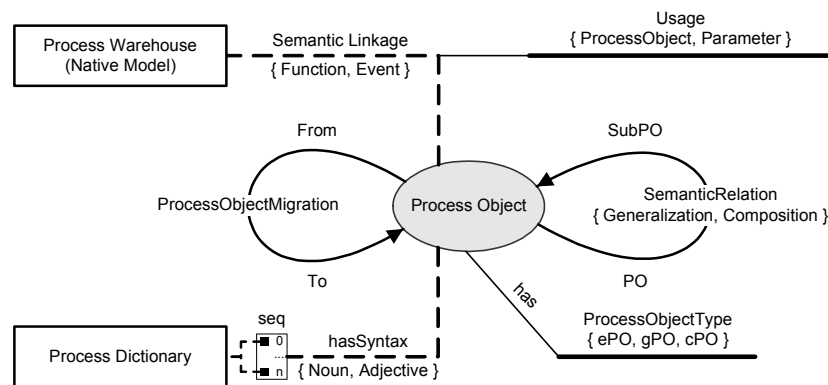 Process Warehouse
(Native Model)
Semantic Linkage
{ Function, Event }
Usage
{ ProcessObject, Parameter }
From
SubPO
ProcessObjectMigration
Process Object
SemanticRelation
{ Generalization, Composition }
To
PO
has
seq
0
...
n
Process Dictionary
hasSyntax
{ Noun, Adjective }
ProcessObjectType
{ ePO, gPO, cPO }